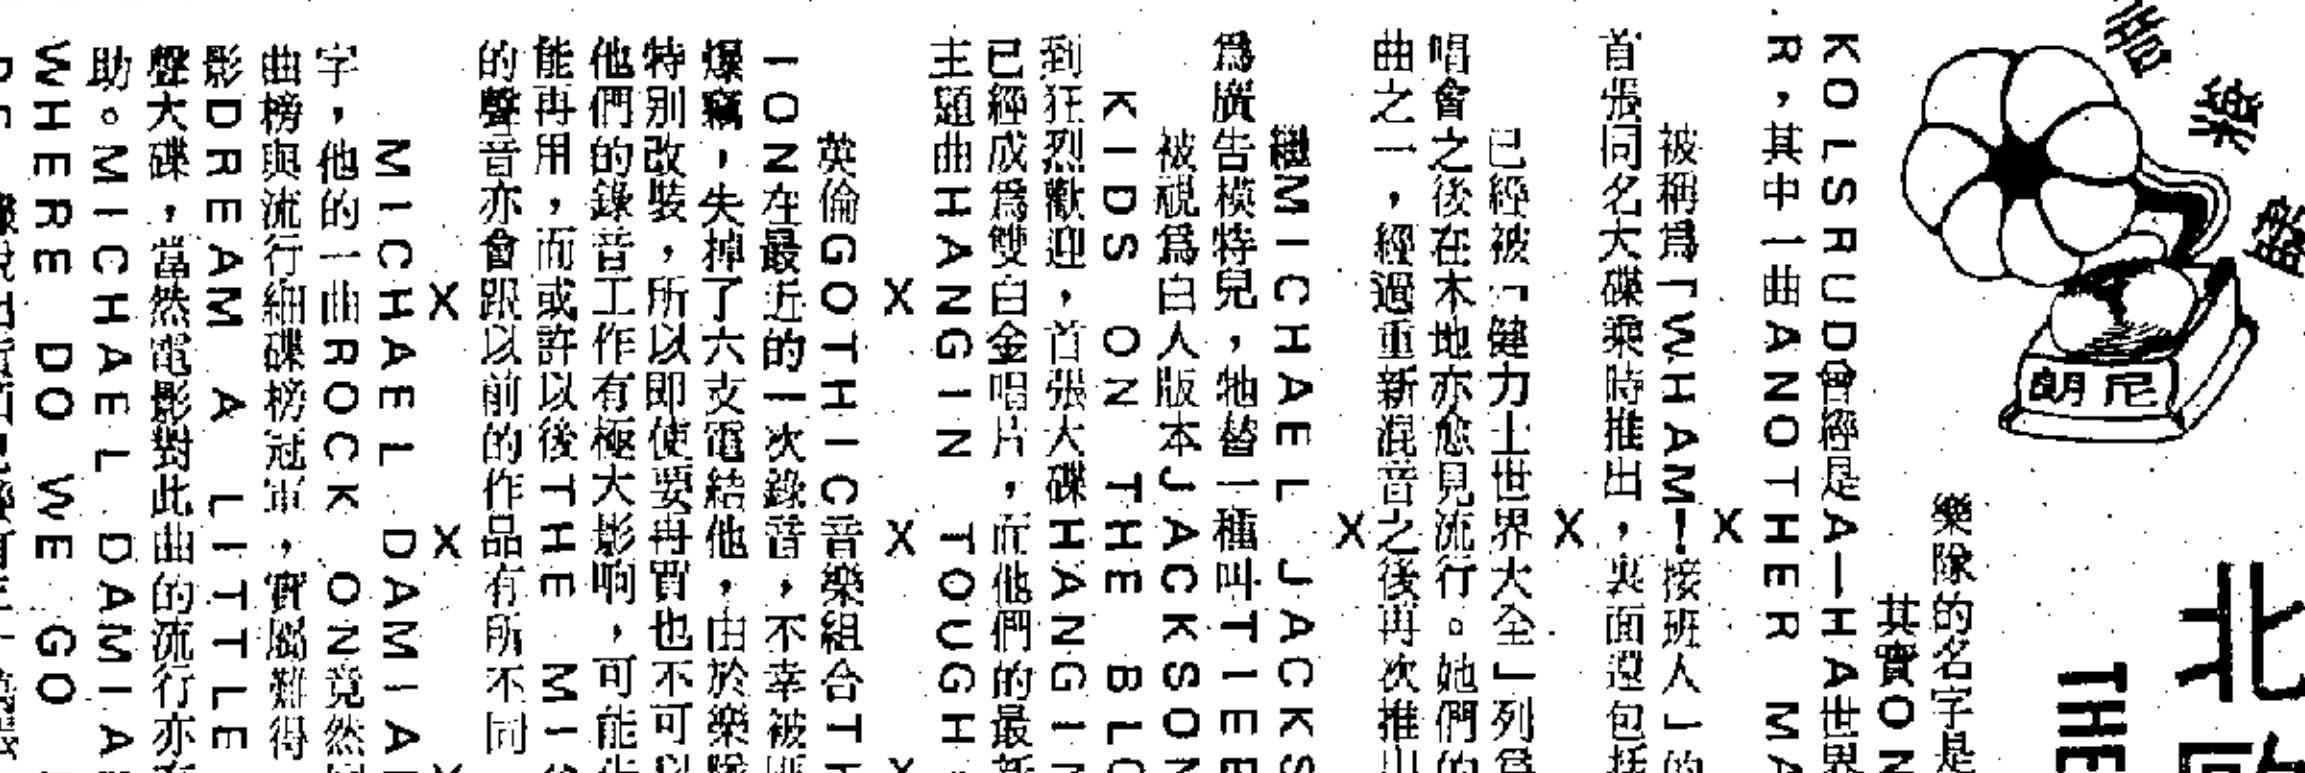 音樂
朗尼
北
THE
樂隊的名字是
其實ON
KOLSRUD曾經是A—HA世界
R，其中一曲ANOTHER MA
X
被稱爲「WHAM！接班人」的
首張同名大碟乘時推出，裏面還包括
X
已經被「健力士世界大全」列爲
唱會之後在本地亦愈見流行。她們的
曲之一，經過重新混音之後再次推出
X
繼MICHAEL JACKS
爲廣告模特兒，牠替一種叫TIE
被視爲白人版本JACKSON
KIDS ON THE BLO
到狂烈歡迎，首張大碟HANGIN
已經成爲雙白金唱片，而他們的最新
主題曲HANGIN TOUGH
X X X
英倫GOTHIC音樂組合TH
ION在最近的一次錄音，不幸被
爆竊，失掉了六支電結他，由於樂隊
特別改裝，所以即使要再買也不可以
他們的錄音工作有極大影响，可能
能再用，而或許以後THE MI
的聲音亦會跟以前的作品有所不同
X X X
MICHAEL DAMIA
字，他的一曲ROCK ON竟然
曲榜與流行細碟榜冠軍，實屬難得
影DREAM A LITTLE
聲大碟，當然電影對此曲的流行亦
助。MICHAEL DAMIA
WHERE DO WE GO